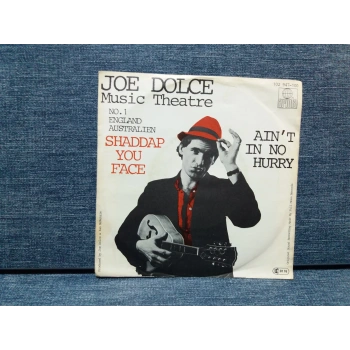 JOE DOLCE
Music Theatre
NO. 1
ENGLAND
AUSTRALIEN
SHADDAP
YOU
FACE
AIN'T
IN NO
HURRY